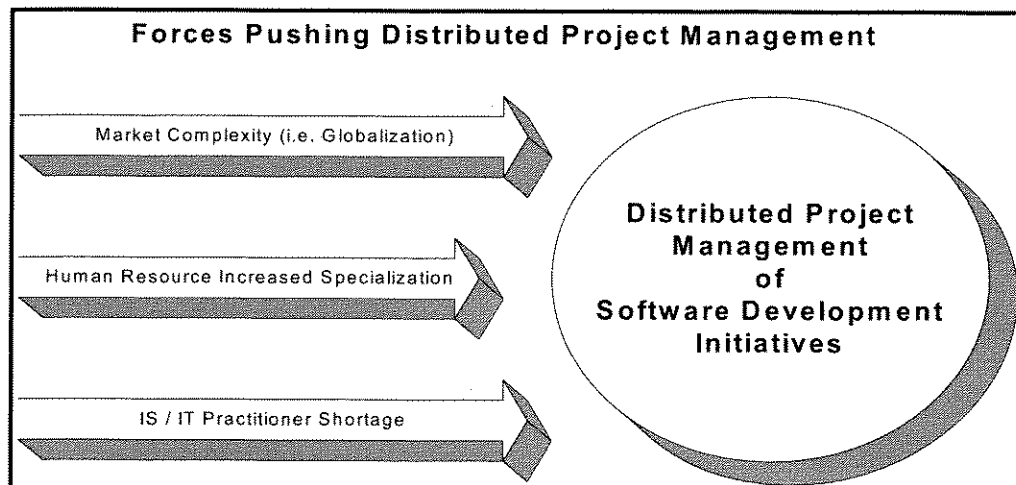 Forces Pushing Distributed Project Management
Market Complexity (i.e. Globalization)
Human Resource Increased Specialization
IS / IT Practitioner Shortage
Distributed Project
Management
of
Software Development
Initiatives